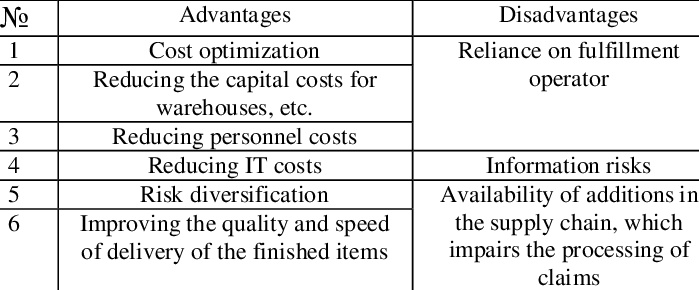 № Advantages Disadvantages
1 Cost optimization Reliance on fulfillment
operator
2 Reducing the capital costs for
warehouses, etc.
3 Reducing personnel costs
4 Reducing IT costs Information risks
5 Risk diversification Availability of additions in
the supply chain, which
impairs the processing of
claims
6 Improving the quality and speed
of delivery of the finished items